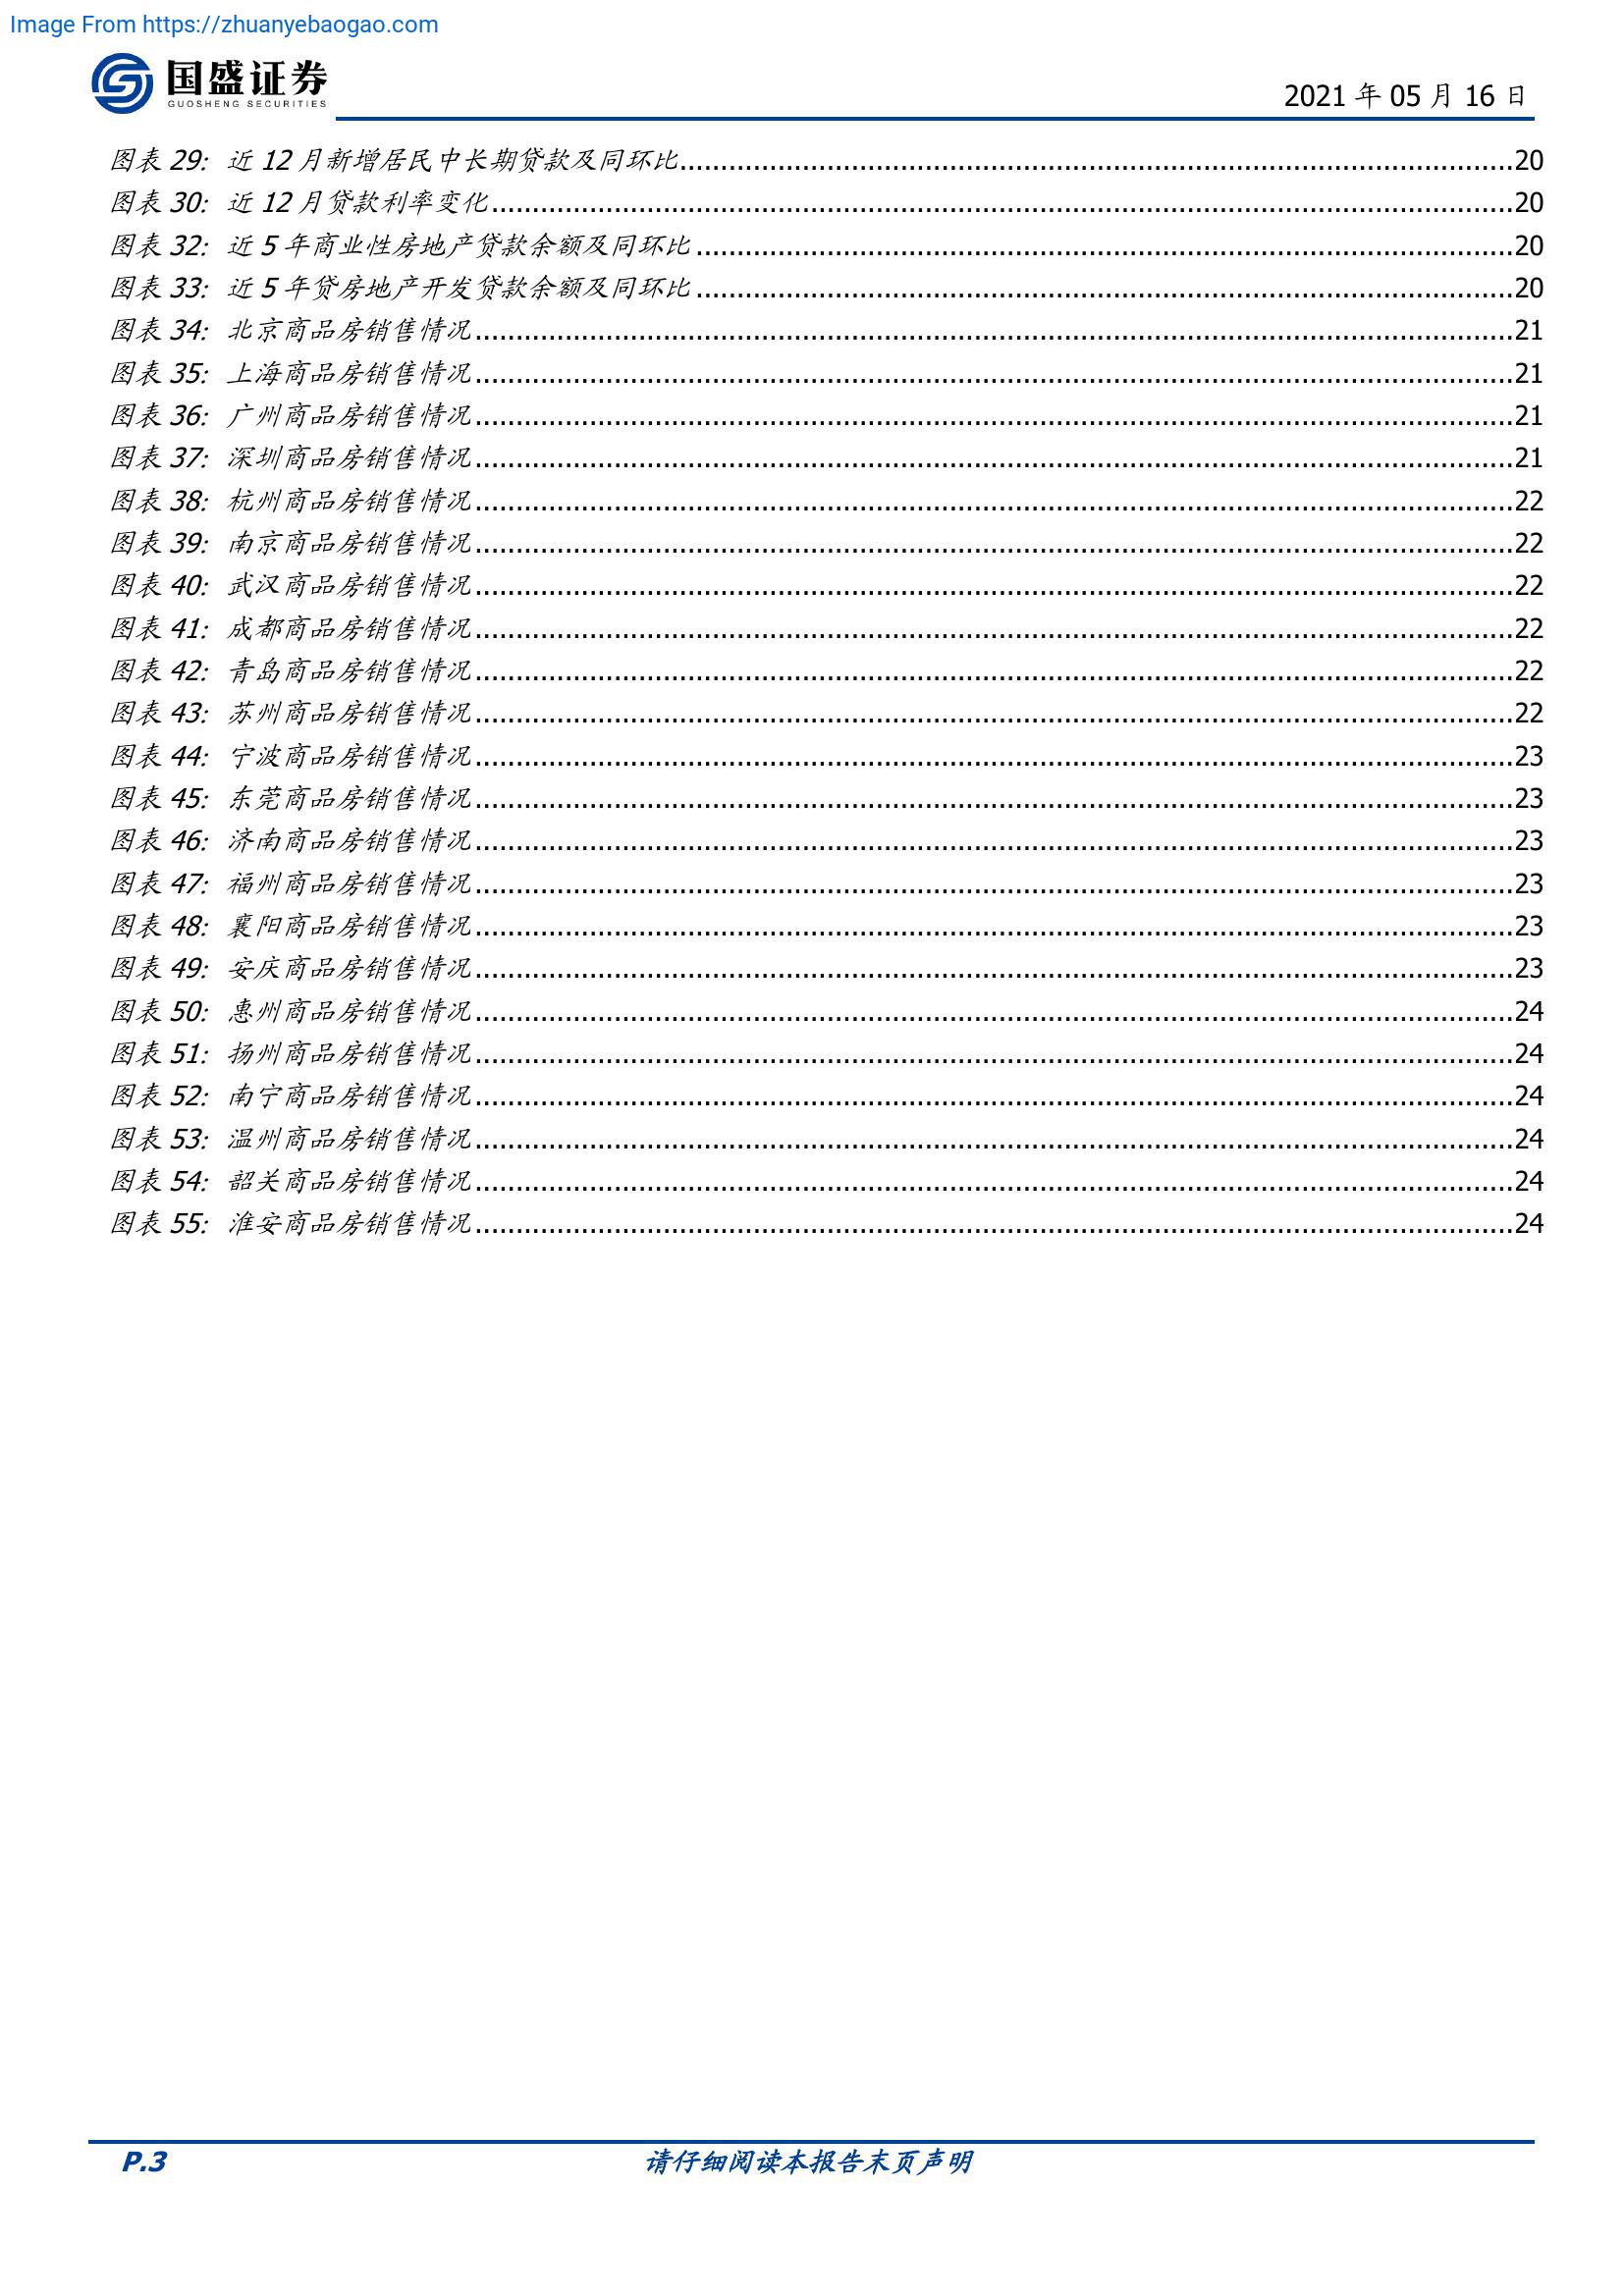 Image From https://zhuanyebaogao.com
国盛证券
GUOSHENG SECURITIES
2021 年 05 月 16 日
图表 29: 近 12 月新增居民中长期贷款及同环比....................20
图表 30: 近 12 月贷款利率变化....................20
图表 32: 近 5 年商业性房地产贷款余额及同环比....................20
图表 33: 近 5 年贷房地产开发贷款余额及同环比....................20
图表 34: 北京商品房销售情况....................21
图表 35: 上海商品房销售情况....................21
图表 36: 广州商品房销售情况....................21
图表 37: 深圳商品房销售情况....................21
图表 38: 杭州商品房销售情况....................22
图表 39: 南京商品房销售情况....................22
图表 40: 武汉商品房销售情况....................22
图表 41: 成都商品房销售情况....................22
图表 42: 青岛商品房销售情况....................22
图表 43: 苏州商品房销售情况....................22
图表 44: 宁波商品房销售情况....................23
图表 45: 东莞商品房销售情况....................23
图表 46: 济南商品房销售情况....................23
图表 47: 福州商品房销售情况....................23
图表 48: 襄阳商品房销售情况....................23
图表 49: 安庆商品房销售情况....................23
图表 50: 惠州商品房销售情况....................24
图表 51: 扬州商品房销售情况....................24
图表 52: 南宁商品房销售情况....................24
图表 53: 温州商品房销售情况....................24
图表 54: 韶关商品房销售情况....................24
图表 55: 淮安商品房销售情况....................24
P.3
请仔细阅读本报告末页声明